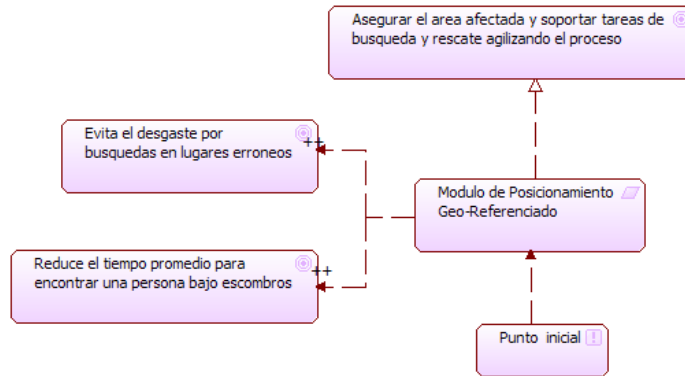 Asegurar el area afectada y soportar tareas de
busqueda y rescate agilizando el proceso
Evita el desgaste por
busquedas en lugares erroneos
++
Modulo de Posicionamiento
Geo-Referenciado
Reduce el tiempo promedio para
encontrar una persona bajo escombros
++
Punto inicial